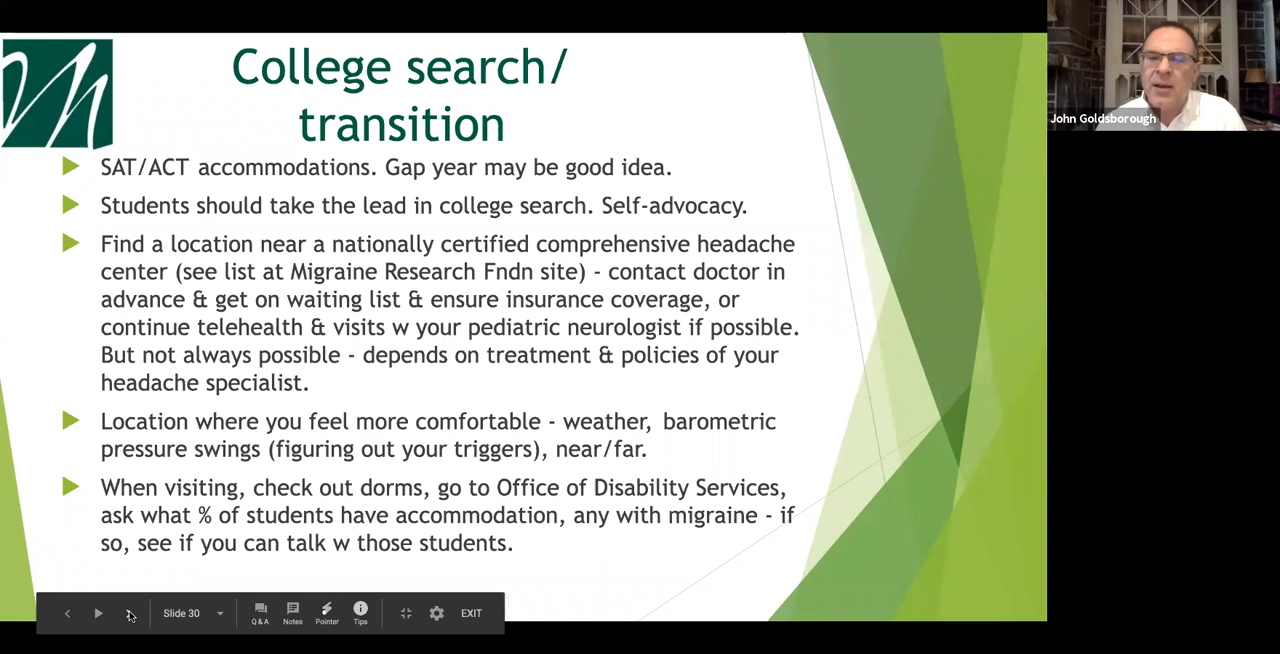 College search/
transition
SAT/ACT accommodations. Gap year may be good idea.
Students should take the lead in college search. Self-advocacy.
Find a location near a nationally certified comprehensive headache
center (see list at Migraine Research Fndn site) - contact doctor in
advance & get on waiting list & ensure insurance coverage, or
continue telehealth & visits w your pediatric neurologist if possible.
But not always possible - depends on treatment & policies of your
headache specialist.
Location where you feel more comfortable - weather, barometric
pressure swings (figuring out your triggers), near/far.
When visiting, check out dorms, go to Office of Disability Services,
ask what % of students have accommodation, any with migraine - if
so, see if you can talk w those students.
Slide 30
Q & A
Notes
Pointer
Tips
EXIT
John Goldsborough